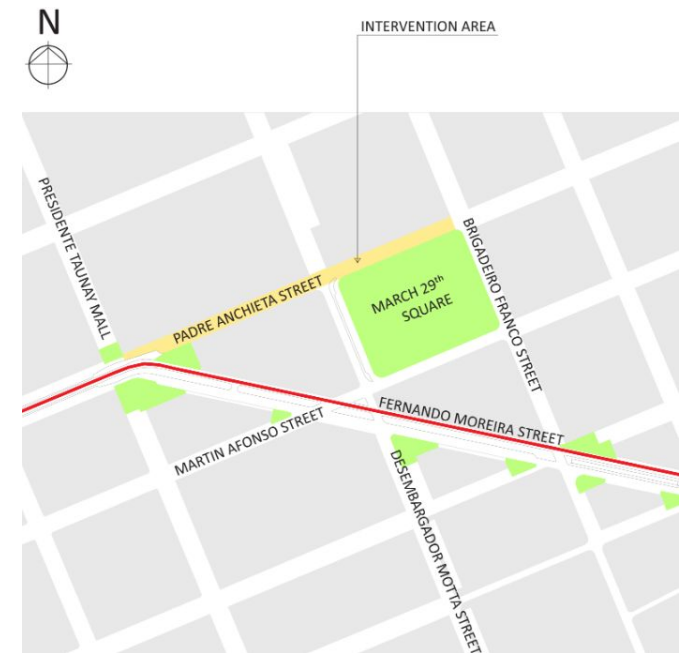 N
INTERVENTION AREA
PRESIDENTE TAUNAY MALL
PADRE ANCHIETA STREET
MARCH 29th
SQUARE
BRIGADEIRO FRANCO STREET
FERNANDO MOREIRA STREET
MARTIN AFONSO STREET
DESEMBARGADOR MOTTA STREET